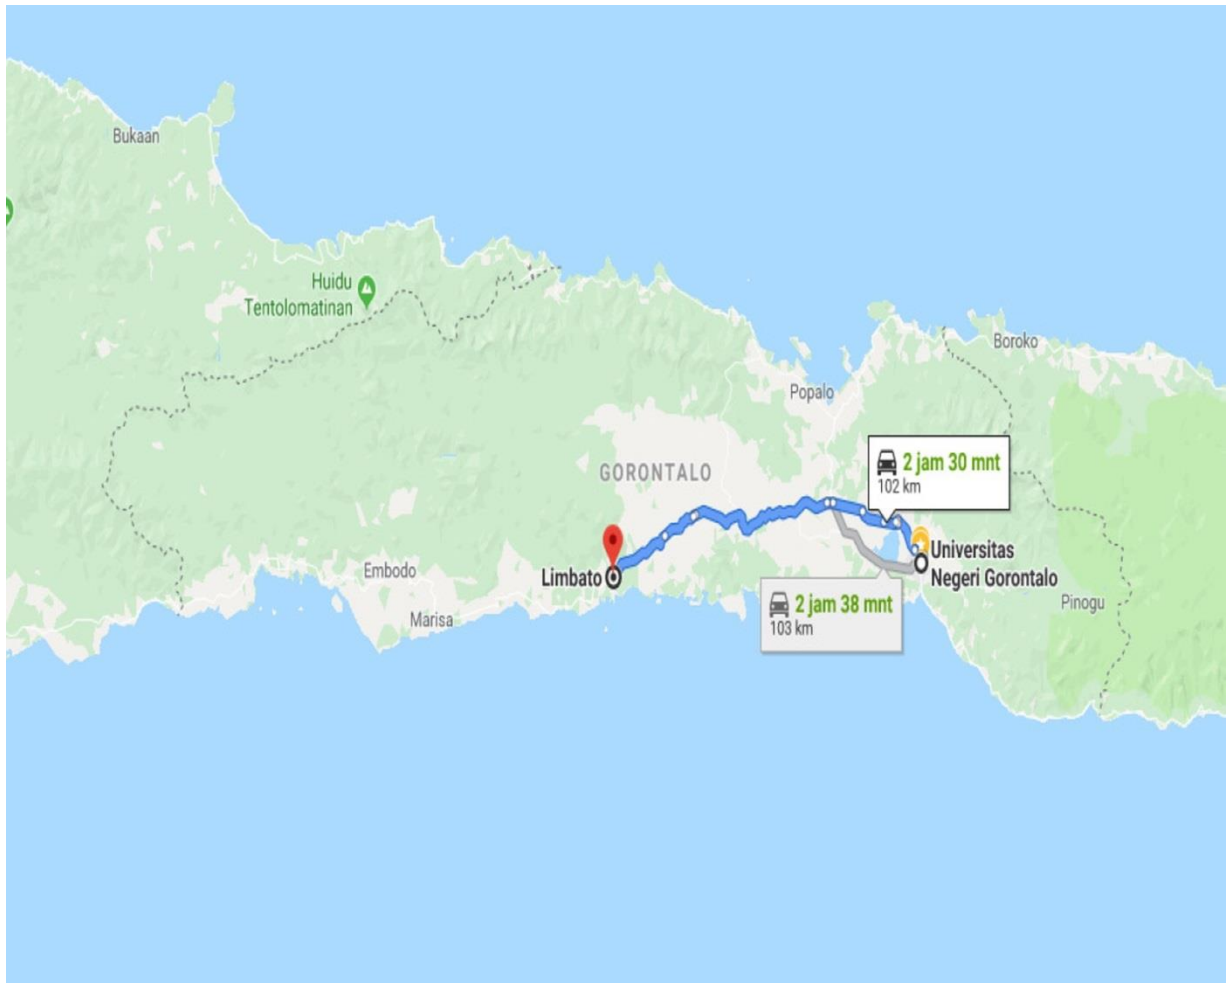 Bukaan
Huidu
Tentolomatinan
Boroko
Popalo
GORONTALO
2 jam 30 mnt
102 km
Universitas
Negeri Gorontalo
Limbato
Embodo
Marisa
2 jam 38 mnt
103 km
Pinogu